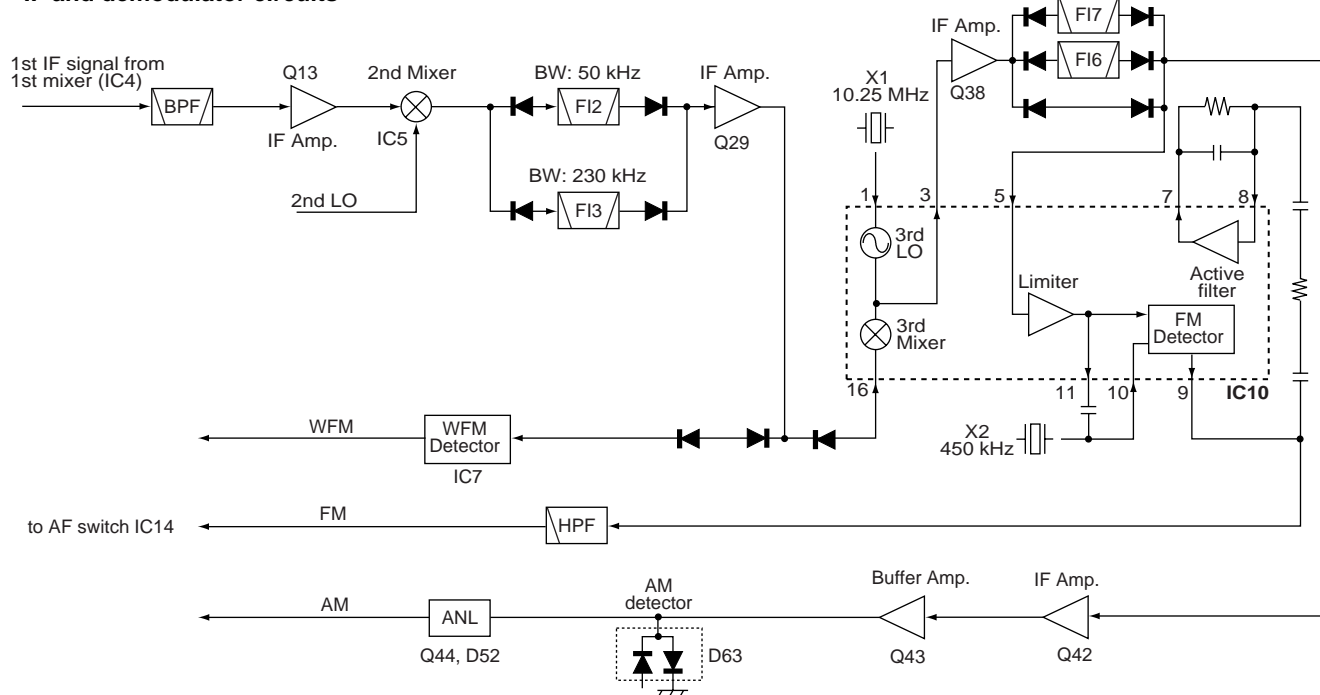 IF and demodulator circuits
1st IF signal from
1st mixer (IC4)
BPF
Q13
IF Amp.
2nd Mixer
IC5
2nd LO
BW: 50 kHz
FI2
BW: 230 kHz
FI3
IF Amp.
Q29
X1
10.25 MHz
IF Amp.
Q38
FI7
FI6
1
3
5
7
8
3rd
LO
3rd
Mixer
Limiter
Active
filter
FM
Detector
16
11
10
9
IC10
X2
450 kHz
WFM
WFM
Detector
IC7
to AF switch IC14
FM
HPF
AM
ANL
Q44, D52
AM
detector
D63
Buffer Amp.
Q43
IF Amp.
Q42